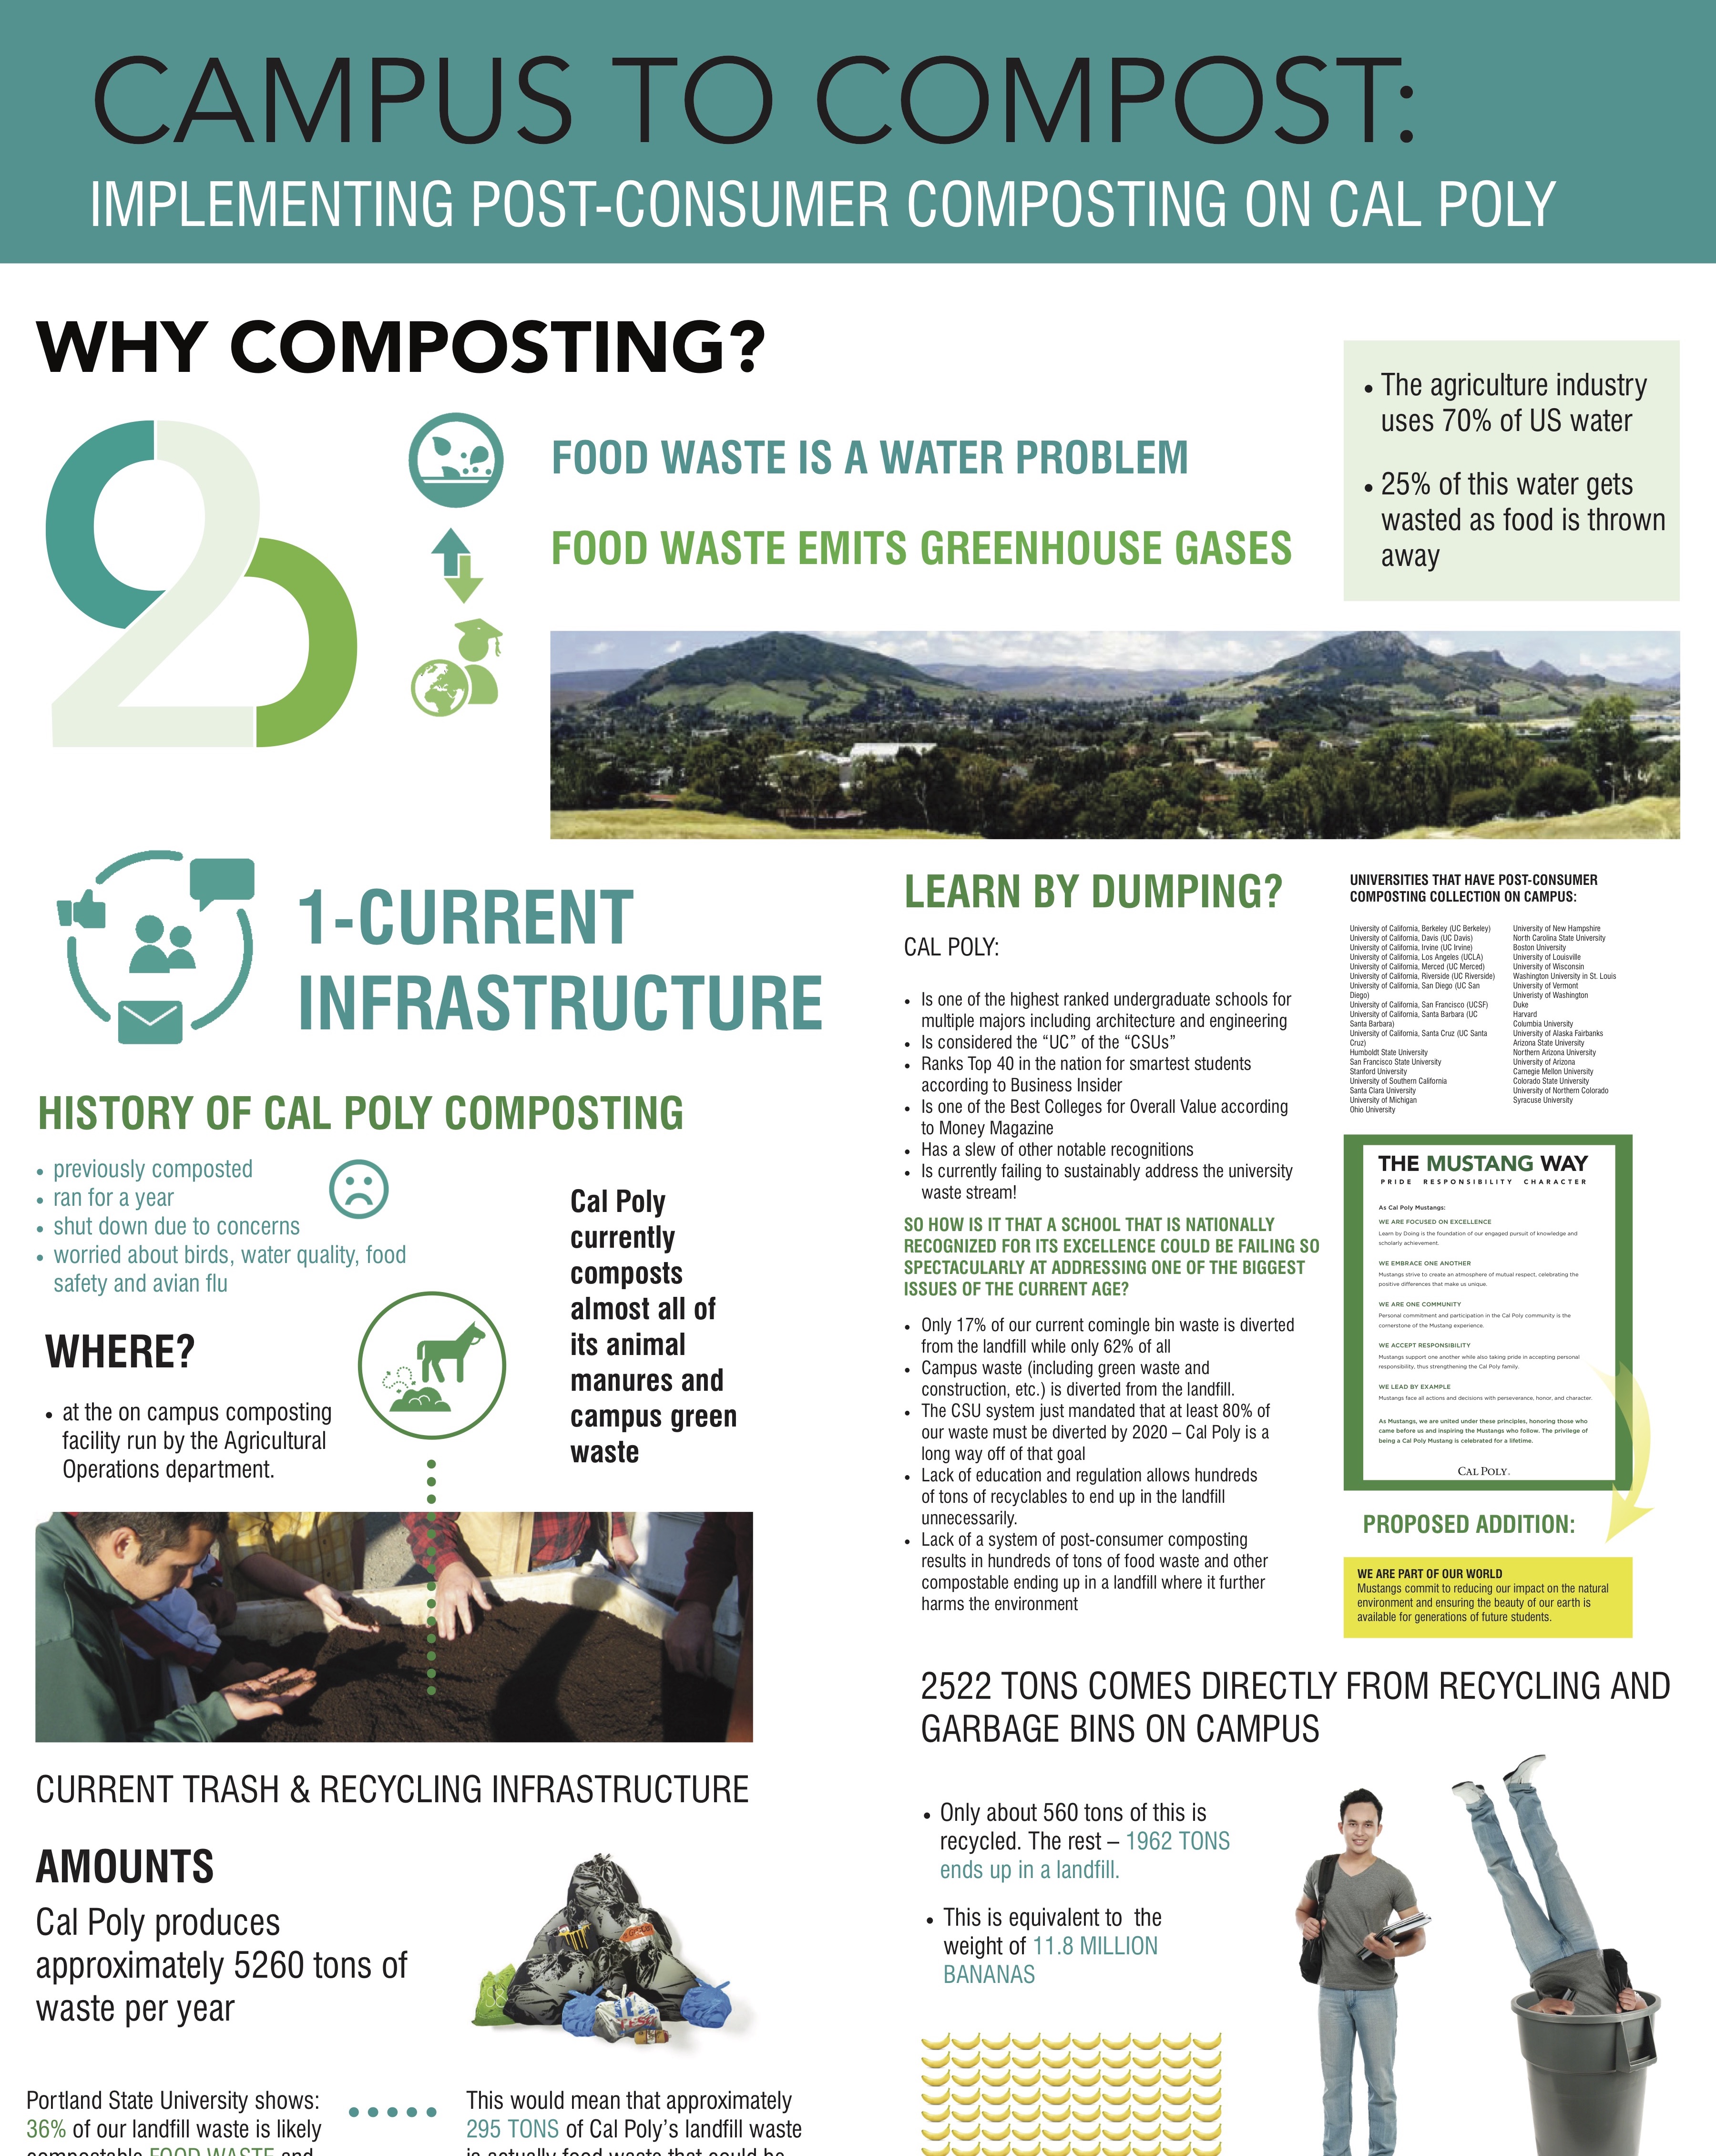 CAMPUS TO COMPOST:
IMPLEMENTING POST-CONSUMER COMPOSTING ON CAL POLY
WHY COMPOSTING?
2
FOOD WASTE IS A WATER PROBLEM
FOOD WASTE EMITS GREENHOUSE GASES
• The agriculture industry
uses 70% of US water
• 25% of this water gets
wasted as food is thrown
away
1-CURRENT
INFRASTRUCTURE
HISTORY OF CAL POLY COMPOSTING
• previously composted
• ran for a year
• shut down due to concerns
• worried about birds, water quality, food
safety and avian flu
WHERE?
• at the on campus composting
facility run by the Agricultural
Operations department.
Cal Poly
currently
composts
almost all of
its animal
manures and
campus green
waste
CURRENT TRASH & RECYCLING INFRASTRUCTURE
AMOUNTS
Cal Poly produces
approximately 5260 tons of
waste per year
Portland State University shows:
36% of our landfill waste is likely
compostable FOOD WASTE and
This would mean that approximately
295 TONS of Cal Poly's landfill waste
is actually food waste that could be
LEARN BY DUMPING?
CAL POLY:
• Is one of the highest ranked undergraduate schools for
multiple majors including architecture and engineering
• Is considered the “UC” of the “CSUs”
• Ranks Top 40 in the nation for smartest students
according to Business Insider
• Is one of the Best Colleges for Overall Value according
to Money Magazine
• Has a slew of other notable recognitions
• Is currently failing to sustainably address the university
waste stream!
SO HOW IS IT THAT A SCHOOL THAT IS NATIONALLY
RECOGNIZED FOR ITS EXCELLENCE COULD BE FAILING SO
SPECTACULARLY AT ADDRESSING ONE OF THE BIGGEST
ISSUES OF THE CURRENT AGE?
• Only 17% of our current comingle bin waste is diverted
from the landfill while only 62% of all
• Campus waste (including green waste and
construction, etc.) is diverted from the landfill.
• The CSU system just mandated that at least 80% of
our waste must be diverted by 2020 – Cal Poly is a
long way off of that goal
• Lack of education and regulation allows hundreds
of tons of recyclables to end up in the landfill
unnecessarily.
• Lack of a system of post-consumer composting
results in hundreds of tons of food waste and other
compostable ending up in a landfill where it further
harms the environment
UNIVERSITIES THAT HAVE POST-CONSUMER
COMPOSTING COLLECTION ON CAMPUS:
University of California, Berkeley (UC Berkeley)
University of California, Davis (UC Davis)
University of California, Irvine (UC Irvine)
University of California, Los Angeles (UCLA)
University of California, Merced (UC Merced)
University of California, Riverside (UC Riverside)
University of California, San Diego (UC San
Diego)
University of California, San Francisco (UCSF)
University of California, Santa Barbara (UC
Santa Barbara)
University of California, Santa Cruz (UC Santa
Cruz)
Humboldt State University
San Francisco State University
Stanford University
University of Southern California
Santa Clara University
University of Michigan
Ohio University
University of New Hampshire
North Carolina State University
Boston University
University of Louisville
University of Wisconsin
Washington University in St. Louis
University of Vermont
Univeristy of Washington
Duke
Harvard
Columbia University
University of Alaska Fairbanks
Arizona State University
Northern Arizona University
University of Arizona
Carnegie Mellon University
Colorado State University
University of Northern Colorado
Syracuse University
THE MUSTANG WAY
PRIDE RESPONSIBILITY CHARACTER
As Cal Poly Mustangs:
WE ARE FOCUSED ON EXCELLENCE
Learn by Doing is the foundation of our engaged pursuit of knowledge and
scholarly achievement.
WE EMBRACE ONE ANOTHER
Mustangs strive to create an atmosphere of mutual respect, celebrating the
positive differences that make us unique.
WE ARE ONE COMMUNITY
Personal commitment and participation in the Cal Poly community is the
cornerstone of the Mustang experience.
WE ACCEPT RESPONSIBILITY
Mustangs support one another while also taking pride in accepting personal
responsibility, thus strengthening the Cal Poly family.
WE LEAD BY EXAMPLE
Mustangs face all actions and decisions with perseverance, honor, and character.
As Mustangs, we are united under these principles, honoring those who
came before us and inspiring the Mustangs who follow. The privilege of
being a Cal Poly Mustang is celebrated for a lifetime.
CAL POLY.
PROPOSED ADDITION:
WE ARE PART OF OUR WORLD
Mustangs commit to reducing our impact on the natural
environment and ensuring the beauty of our earth is
available for generations of future students.
2522 TONS COMES DIRECTLY FROM RECYCLING AND
GARBAGE BINS ON CAMPUS
• Only about 560 tons of this is
recycled. The rest – 1962 TONS
ends up in a landfill.
• This is equivalent to the
weight of 11.8 MILLION
BANANAS